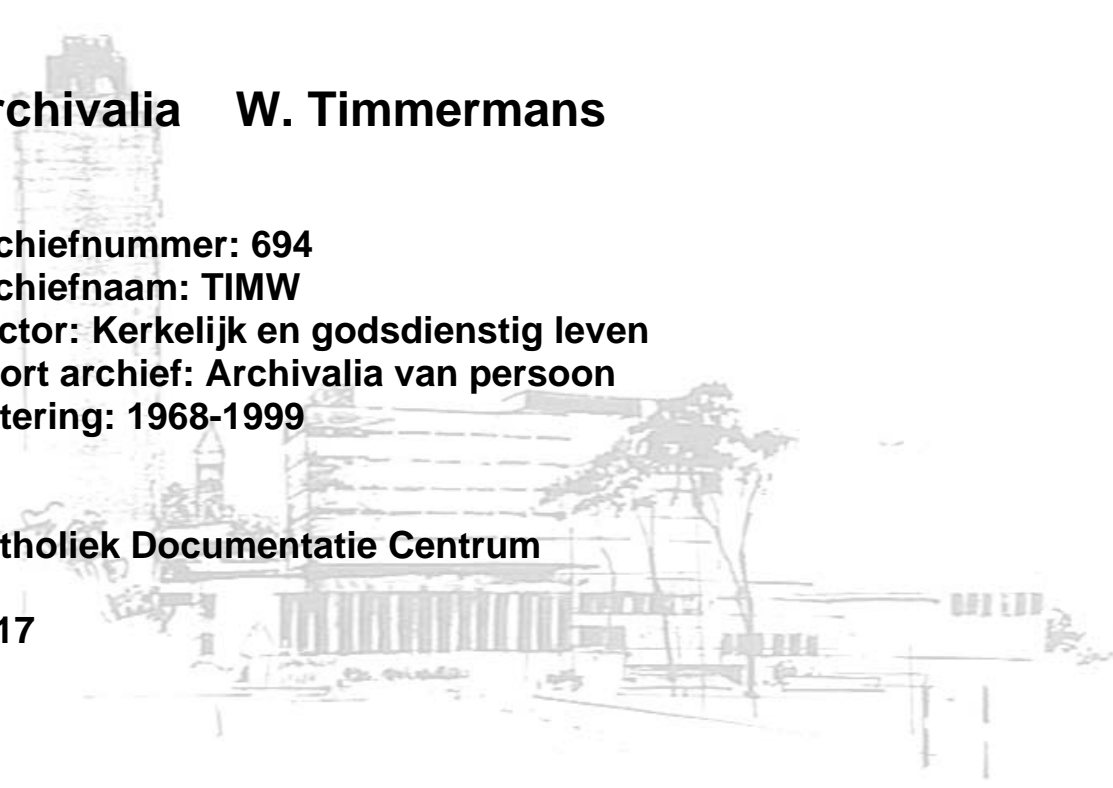 rchivalia W. Timmermans
chiefnummer: 694
chiefnaam: TIMW
ctor: Kerkelijk en godsdienstig leven
ort archief: Archivalia van persoon
tering: 1968-1999
tholiek Documentatie Centrum
17